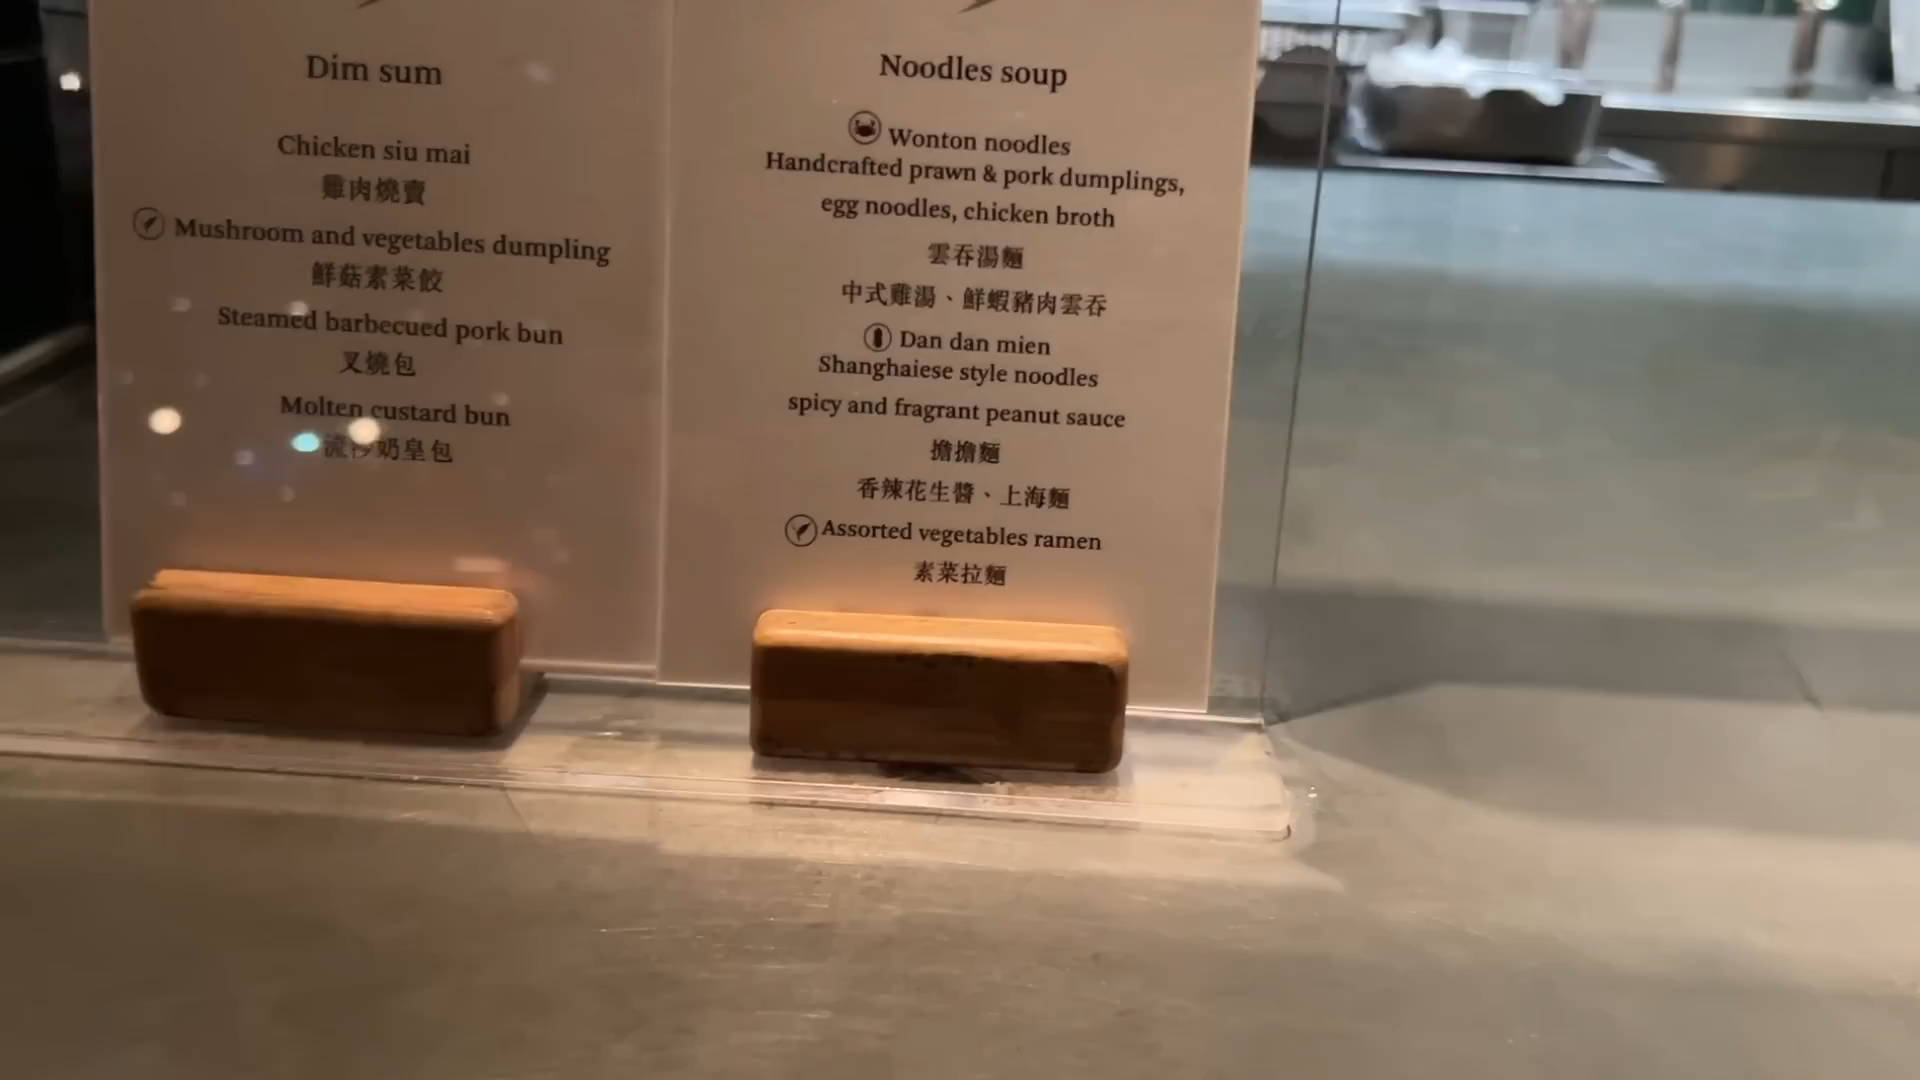 Dim sum
Chicken siu mai
雞肉燒賣
Mushroom and vegetables dumpling
鮮菇素菜餃
Steamed barbecued pork bun
叉燒包
Molten custard bun
流沙奶皇包
Noodles soup
Wonton noodles
Handcrafted prawn & pork dumplings,
egg noodles, chicken broth
雲吞湯麵
中式雞湯、鮮蝦豬肉雲吞
Dan dan mien
Shanghaiese style noodles
spicy and fragrant peanut sauce
擔擔麵
香辣花生醬、上海麵
Assorted vegetables ramen
素菜拉麵